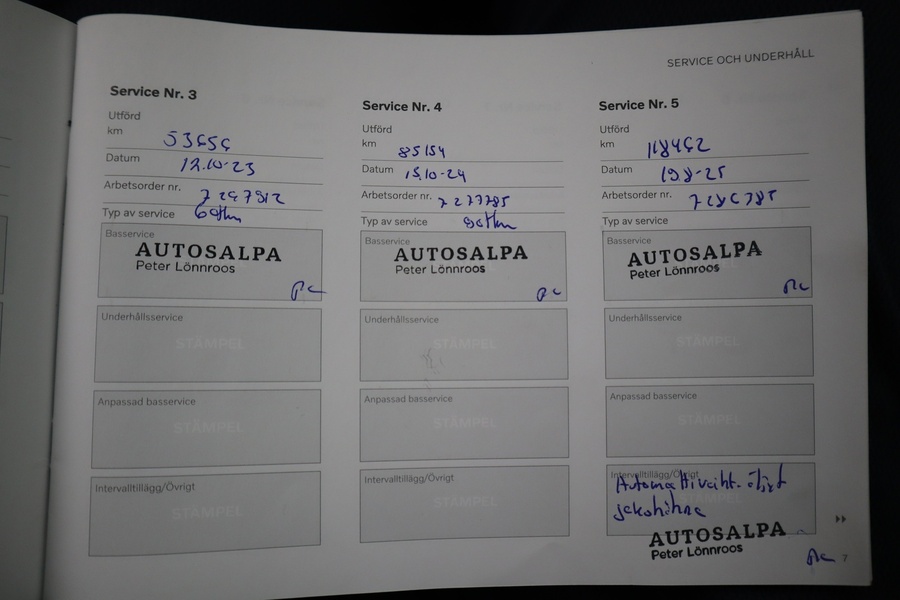 SERVICE OCH UNDERHÅLL
Service Nr. 3
Utförd
km 53656
Datum 12.10-23
Arbetsorder nr.
Typ av service
Basservice
AUTOSALPA
Peter Lönnroos
Underhållsservice
STÄMPEL
Anpassad basservice
STÄMPEL
Intervalltillägg/Övrigt
STÄMPEL
Service Nr. 4
Utförd
km 85154
Datum 15.10-24
Arbetsorder nr. 7277785
Typ av service
Basservice
AUTOSALPA
Peter Lönnroos
Underhållsservice
STÄMPEL
Anpassad basservice
STÄMPEL
Intervalltillägg/Övrigt
STÄMPEL
Service Nr. 5
Utförd
km 118462
Datum
Arbetsorder nr.
Typ av service
Basservice
AUTOSALPA
Peter Lönnroos
Underhållsservice
STÄMPEL
Anpassad basservice
STÄMPEL
Intervalltillägg/Övrigt
AUTOSALPA
Peter Lönnroos
7